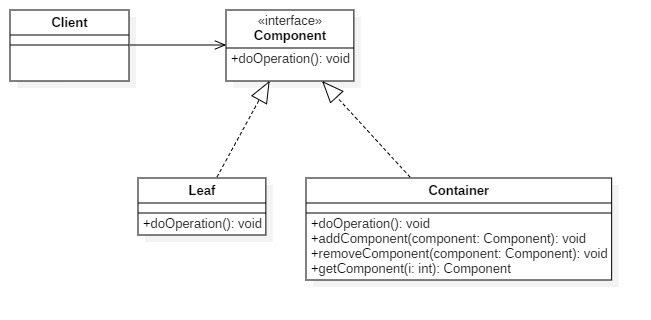 Client
«interface»
Component
+doOperation(): void
Leaf
+doOperation(): void
Container
+doOperation(): void
+addComponent(component: Component): void
+removeComponent(component: Component): void
+getComponent(i: int): Component